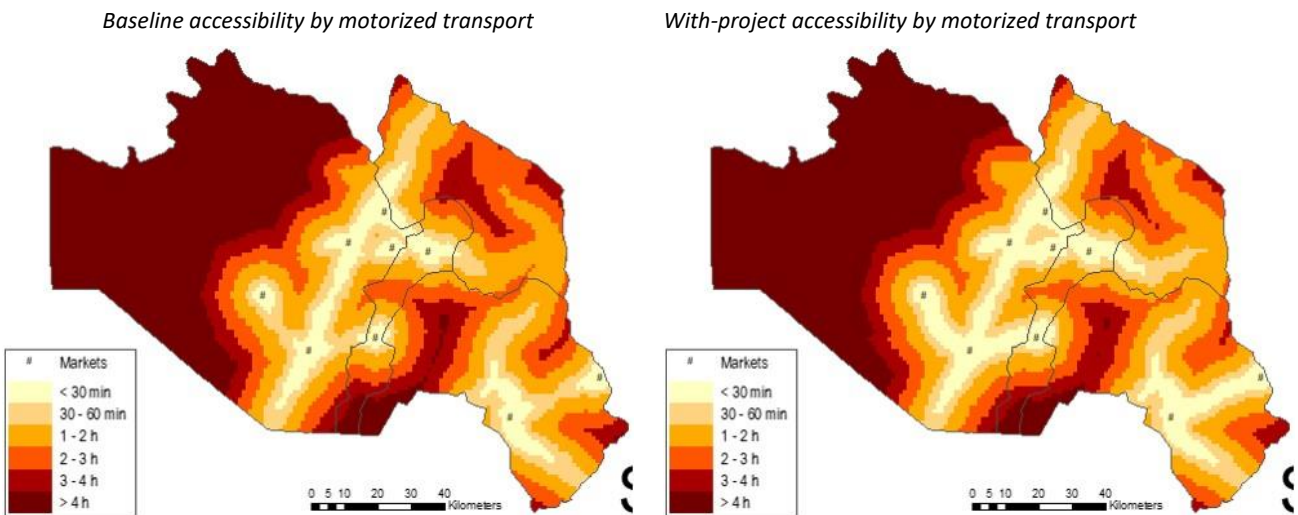 Baseline accessibility by motorized transport
With-project accessibility by motorized transport
# Markets
< 30 min
30 - 60 min
1 - 2 h
2 - 3 h
3 - 4 h
> 4h
0 5 10 20 30 40
Kilometers
# Markets
< 30 min
30 - 60 min
1 - 2 h
2 - 3 h
3 - 4 h
> 4h
0 5 10 20 30 40
Kilometers